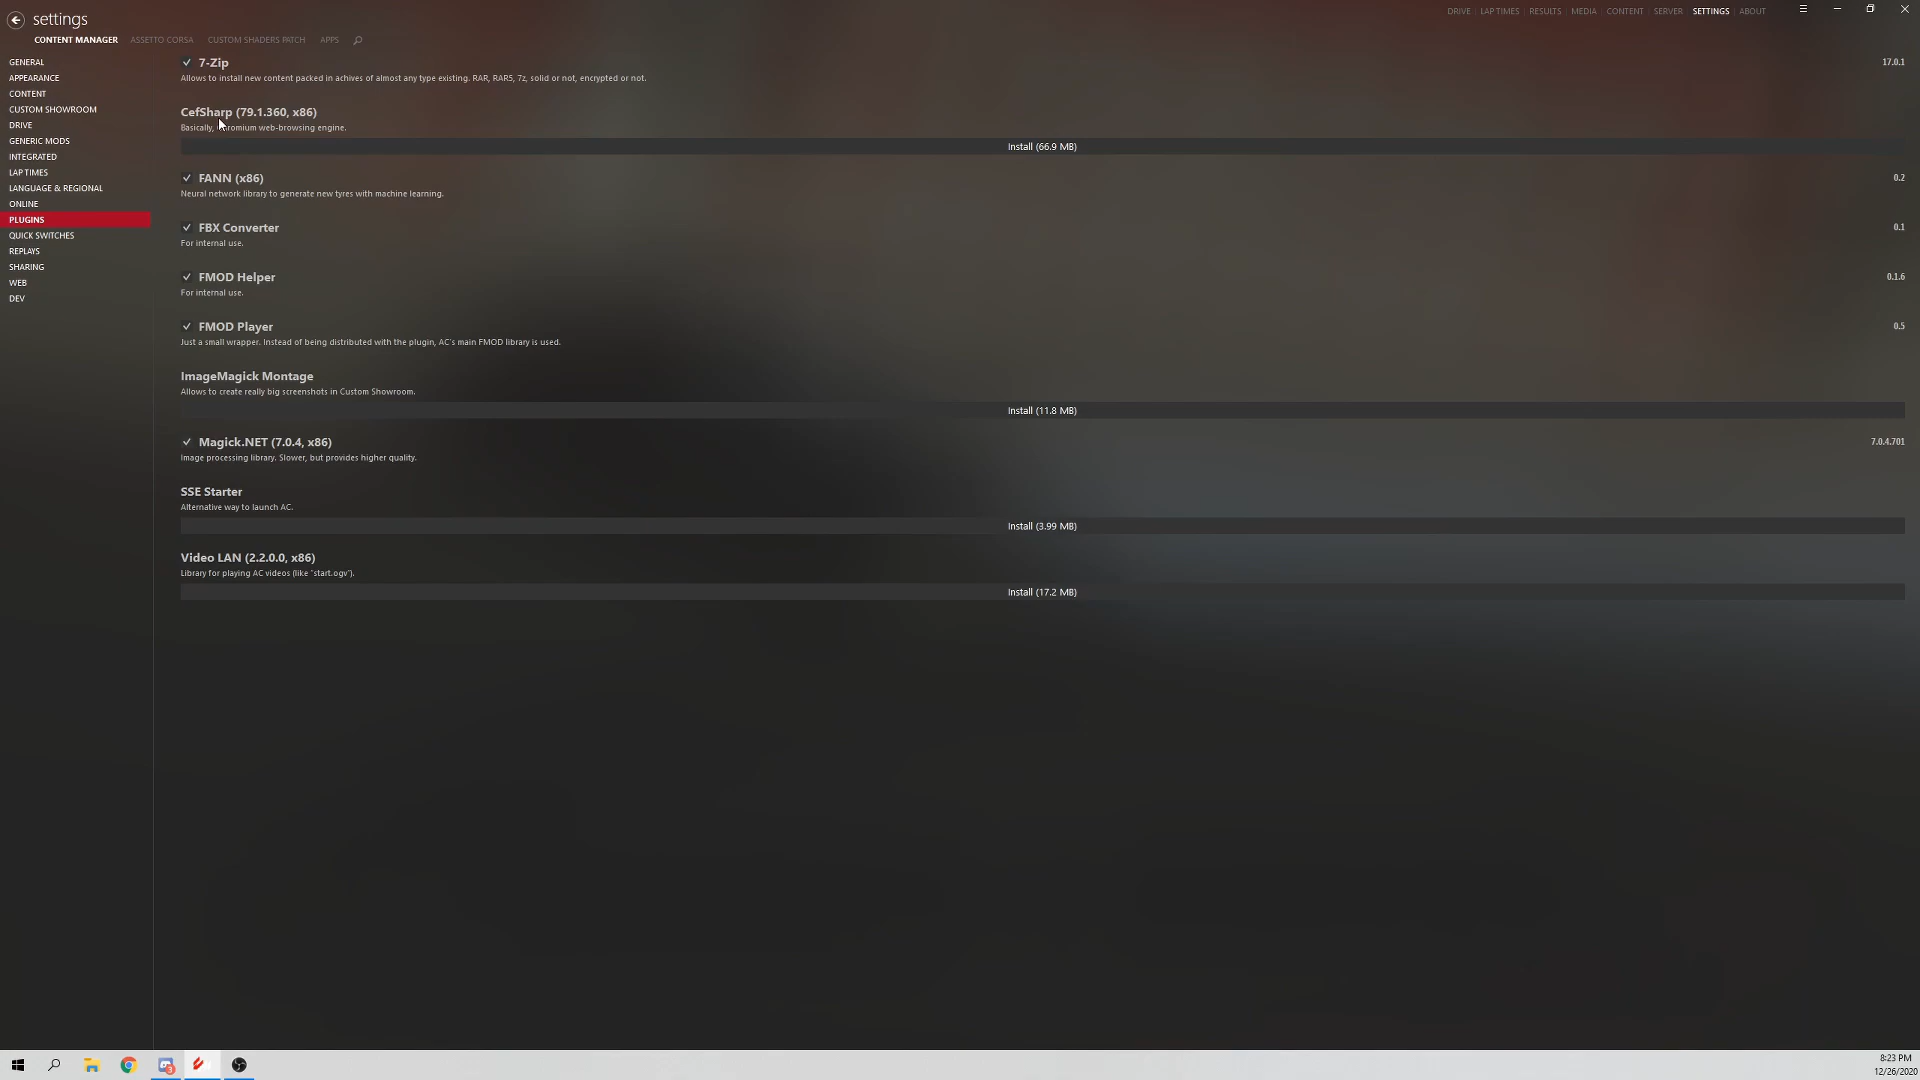 settings
DRIVE LAP TIMES RESULTS MEDIA CONTENT SERVER SETTINGS ABOUT
CONTENT MANAGER ASSETTO CORSA CUSTOM SHADERS PATCH APPS
GENERAL
APPEARANCE
CONTENT
CUSTOM SHOWROOM
DRIVE
GENERIC MODS
INTEGRATED
LAP TIMES
LANGUAGE & REGIONAL
ONLINE
PLUGINS
QUICK SWITCHES
REPLAYS
SHARING
WEB
DEV
7-Zip 17.0.1
Allows to install new content packed in achives of almost any type existing. RAR, RAR5, 7z, solid or not, encrypted or not.
CefSharp (79.1.360, x86)
Basically, Chromium web-browsing engine.
Install (66.9 MB)
FANN (x86) 0.2
Neural network library to generate new tyres with machine learning.
FBX Converter 0.1
For internal use.
FMOD Helper 0.1.6
For internal use.
FMOD Player 0.5
Just a small wrapper. Instead of being distributed with the plugin, AC's main FMOD library is used.
ImageMagick Montage
Allows to create really big screenshots in Custom Showroom.
Install (11.8 MB)
Magick.NET (7.0.4, x86) 7.0.4.701
Image processing library. Slower, but provides higher quality.
SSE Starter
Alternative way to launch AC.
Install (3.99 MB)
Video LAN (2.2.0.0, x86)
Library for playing AC videos (like "start.ogv").
Install (17.2 MB)
3
8:23 PM
12/26/2020